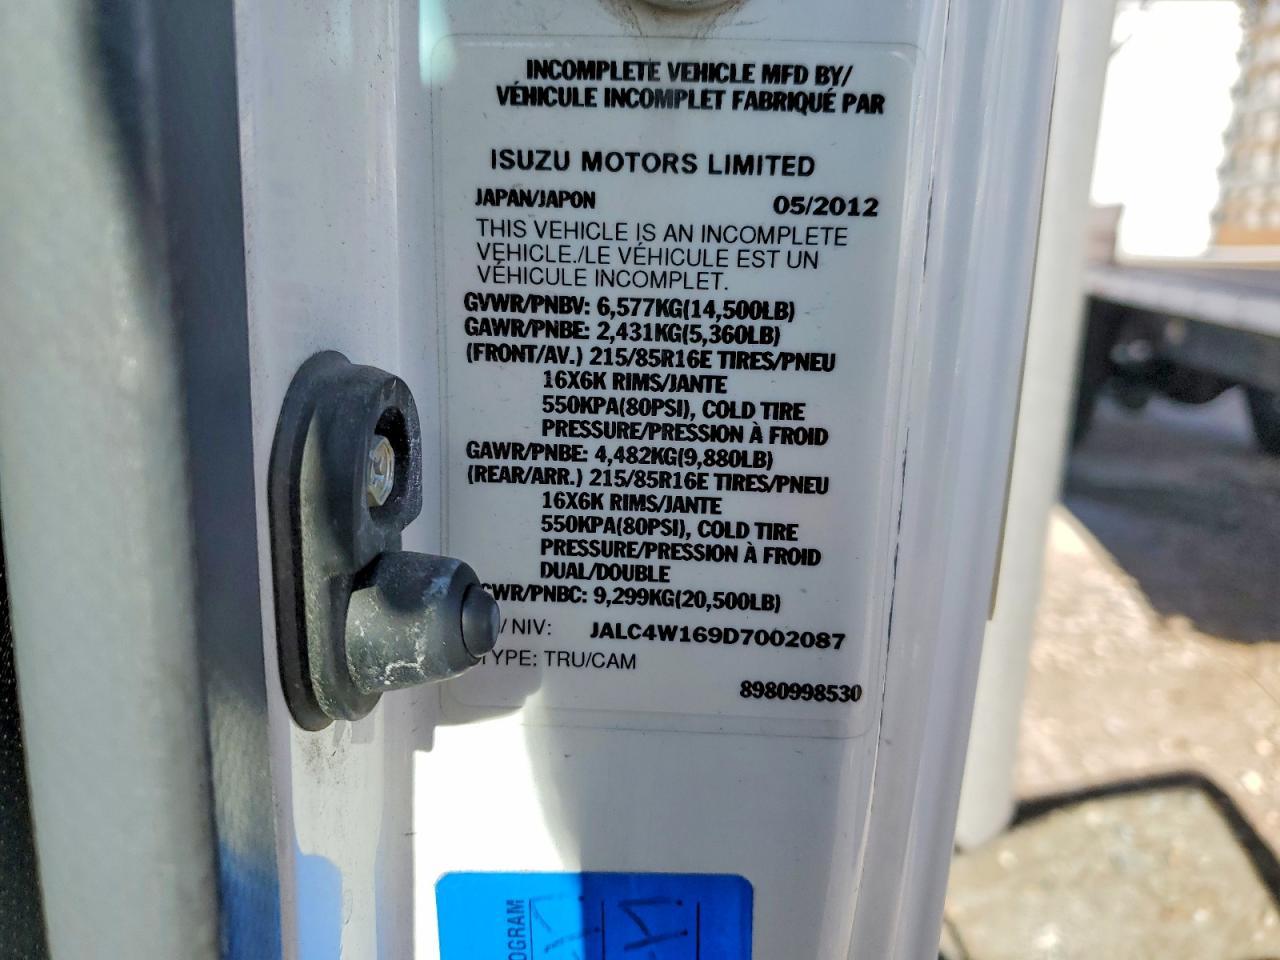 INCOMPLETE VEHICLE MFD BY/
VÉHICULE INCOMPLET FABRIQUÉ PAR
ISUZU MOTORS LIMITED
JAPAN/JAPON 05/2012
THIS VEHICLE IS AN INCOMPLETE
VEHICLE./LE VÉHICULE EST UN
VÉHICULE INCOMPLET.
GVWR/PNBV: 6,577KG(14,500LB)
GAWR/PNBE: 2,431KG(5,360LB)
(FRONT/AV.) 215/85R16E TIRES/PNEU
16X6K RIMS/JANTE
550KPA(80PSI), COLD TIRE
PRESSURE/PRESSION À FROID
GAWR/PNBE: 4,482KG(9,880LB)
(REAR/ARR.) 215/85R16E TIRES/PNEU
16X6K RIMS/JANTE
550KPA(80PSI), COLD TIRE
PRESSURE/PRESSION À FROID
DUAL/DOUBLE
CWR/PNBC: 9,299KG(20,500LB)
/ NIV: JALC4W169D7002087
TYPE: TRU/CAM
8980998530
OGRAM